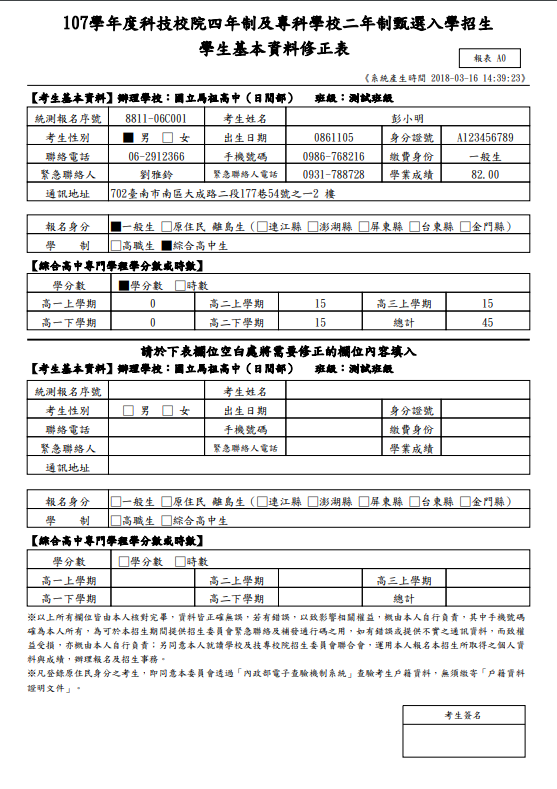 107學年度科技校院四年制及專科學校二年制甄選入學招生
學生基本資料修正表
報表 A0
《系統產生時間 2018-03-16 14:39:23》
【考生基本資料】辦理學校：國立馬祖高中（日間部） 班級：測試班級
統測報名序號 8811-06C001 考生姓名 彭小明
考生性別 ■ 男 □ 女 出生日期 0861105 身分證號 A123456789
聯絡電話 06-2912366 手機號碼 0986-768216 繳費身份 一般生
緊急聯絡人 劉雅鈴 緊急聯絡人電話 0931-788728 學業成績 82.00
通訊地址 702臺南市南區大成路二段177巷54號之一2 樓
報名身分 ■一般生 □原住民 離島生（□連江縣 □澎湖縣 □屏東縣 □台東縣 □金門縣）
學 制 □高職生 ■綜合高中生
【綜合高中專門學程學分數或時數】
學分數 ■學分數 □時數
高一上學期 0 高二上學期 15 高三上學期 15
高一下學期 0 高二下學期 15 總計 45
請於下表欄位空白處將需要修正的欄位內容填入
【考生基本資料】辦理學校：國立馬祖高中（日間部） 班級：測試班級
統測報名序號 考生姓名
考生性別 □ 男 □ 女 出生日期 身分證號
聯絡電話 手機號碼 繳費身份
緊急聯絡人 緊急聯絡人電話 學業成績
通訊地址
報名身分 □一般生 □原住民 離島生（□連江縣 □澎湖縣 □屏東縣 □台東縣 □金門縣）
學 制 □高職生 □綜合高中生
【綜合高中專門學程學分數或時數】
學分數 □學分數 □時數
高一上學期 高二上學期 高三上學期
高一下學期 高二下學期 總計
※以上所有欄位皆由本人核對完畢，資料皆正確無誤，若有錯誤，以致影響相關權益，概由本人自行負責，其中手機號碼
確為本人所有，為可於本招生期間提供招生委員會緊急聯絡及補發通行碼之用，如有錯誤或提供不實之通訊資料，而致權
益受損，亦概由本人自行負責；另同意本人就讀學校及技專校院招生委員會聯合會，運用本人報名本招生所取得之個人資
料與成績，辦理報名及招生事務。
※凡登錄原住民身分之考生，即同意本委員會透過「內政部電子查驗機制系統」查驗考生戶籍資料，無須繳寄「戶籍資料
證明文件」。
考生簽名